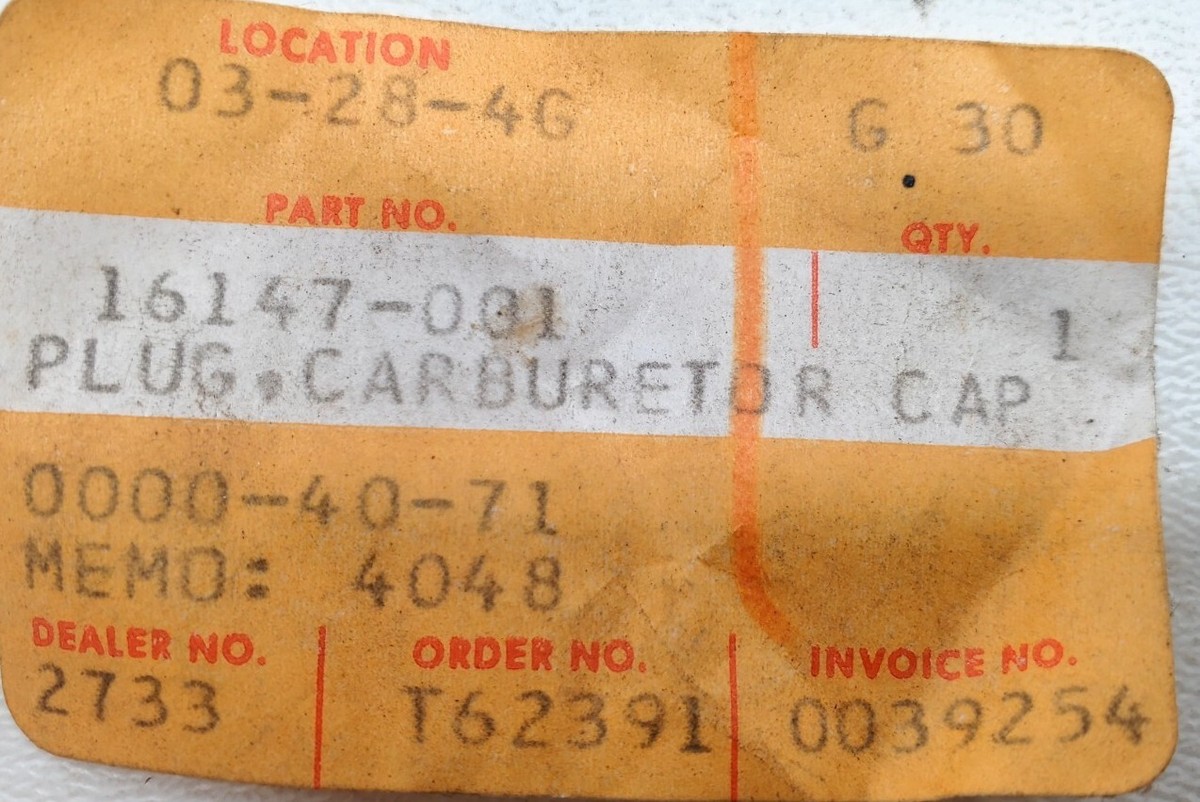 LOCATION
03-28-4G G 30
PART NO. QTY.
16147-001 1
PLUG,CARBURETOR CAP
0000-40-71
MEMO: 4048
DEALER NO. ORDER NO. INVOICE NO.
2733 T62391 0039254